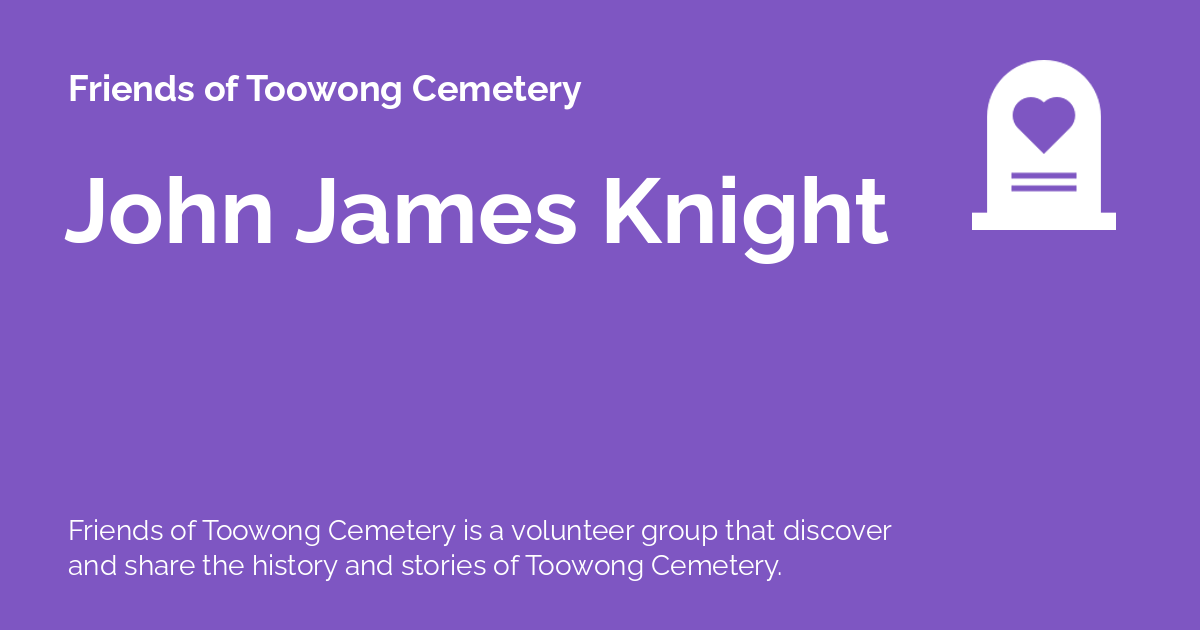 Friends of Toowong Cemetery
John James Knight
Friends of Toowong Cemetery is a volunteer group that discover
and share the history and stories of Toowong Cemetery.